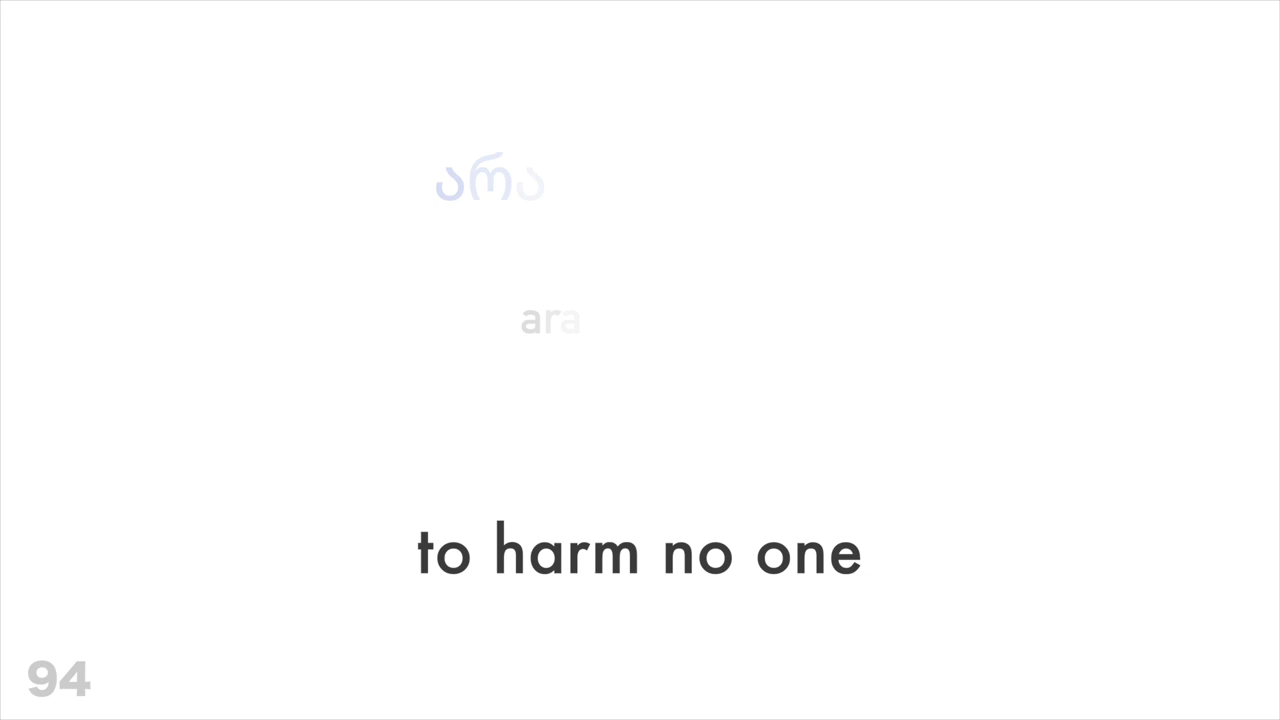 არა
ara
to harm no one
94